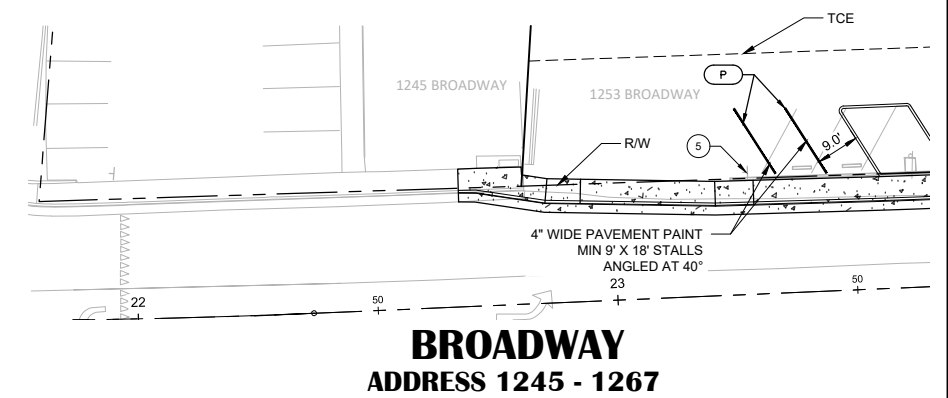 TCE
P
1245 BROADWAY
1253 BROADWAY
9.0'
R/W
5
4" WIDE PAVEMENT PAINT
MIN 9' X 18' STALLS
ANGLED AT 40°
22
50
23
50
BROADWAY
ADDRESS 1245 - 1267